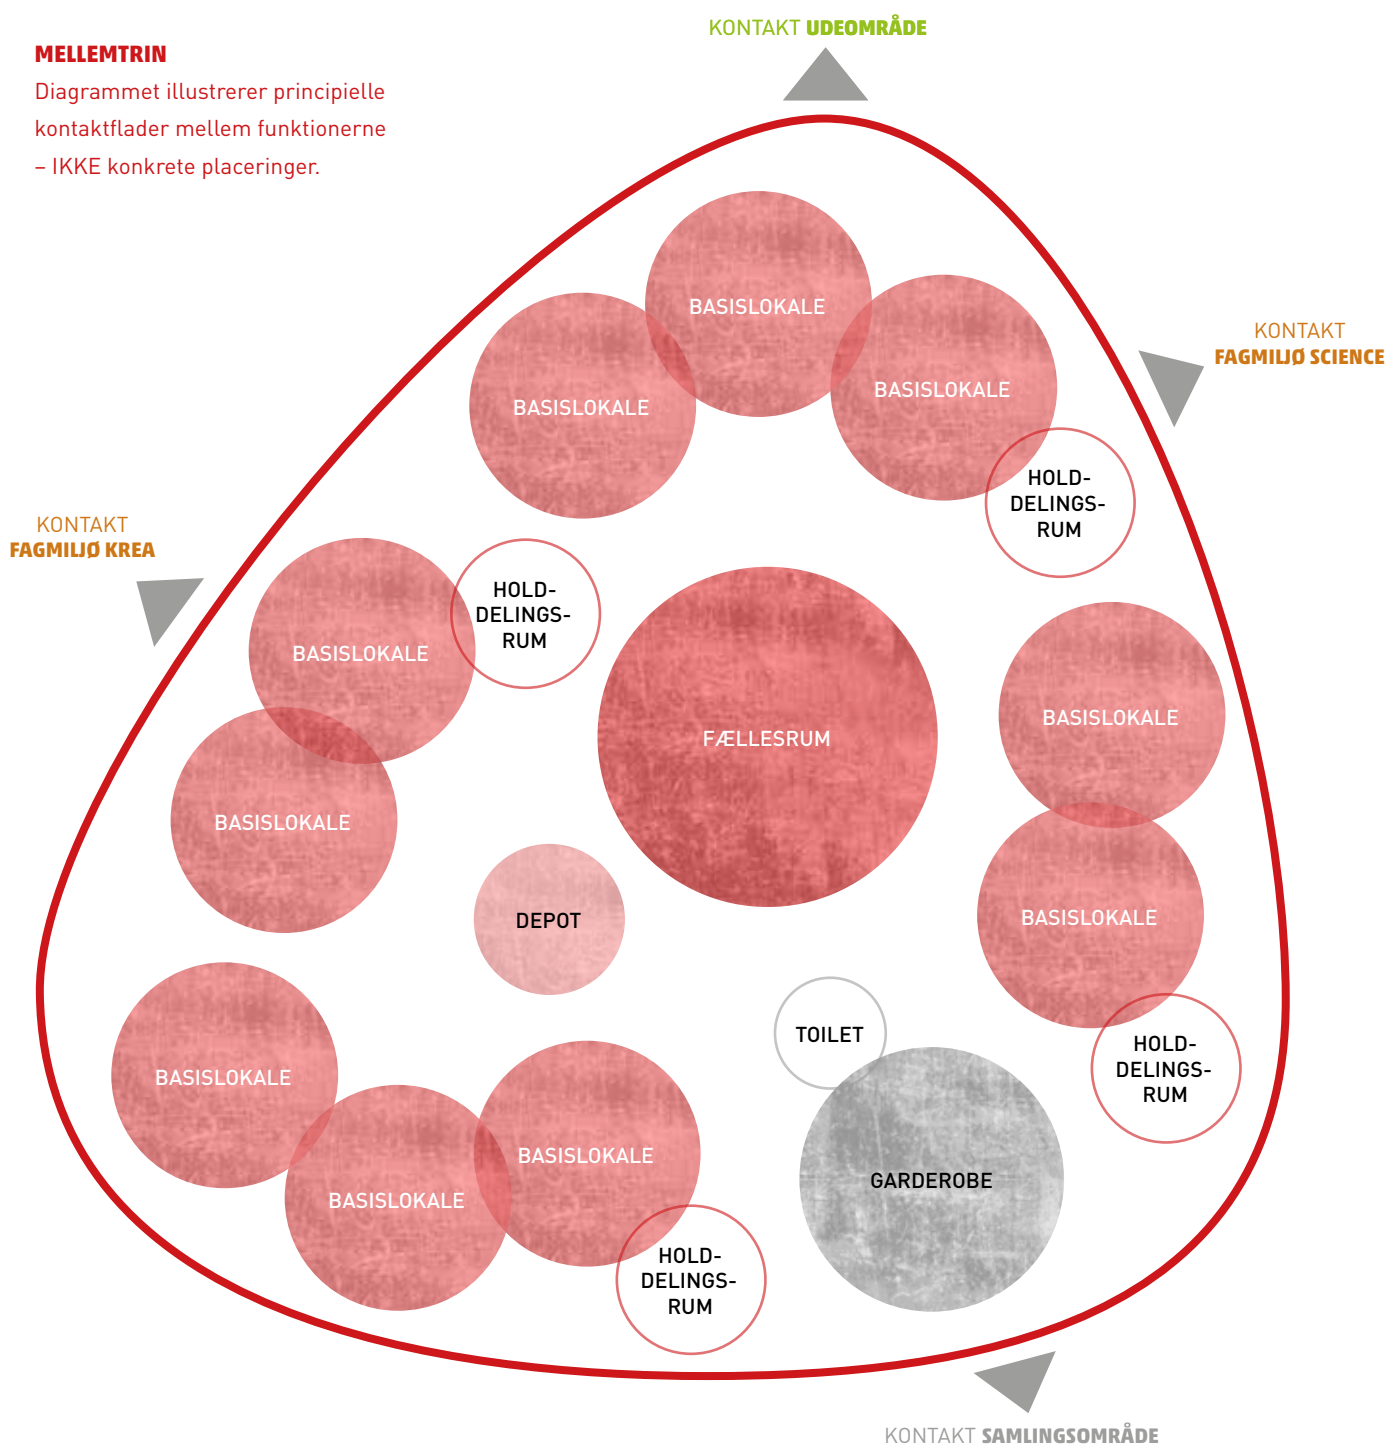 KONTAKT UDEOMRÅDE
MELLEMTRIN
Diagrammet illustrerer principielle
kontaktflader mellem funktionerne
– IKKE konkrete placeringer.
BASISLOKALE
BASISLOKALE
BASISLOKALE
KONTAKT
FAGMILJØ SCIENCE
HOLD-
DELINGS-
RUM
KONTAKT
FAGMILJØ KREA
HOLD-
DELINGS-
RUM
BASISLOKALE
BASISLOKALE
FÆLLESRUM
BASISLOKALE
BASISLOKALE
DEPOT
TOILET
HOLD-
DELINGS-
RUM
BASISLOKALE
BASISLOKALE
BASISLOKALE
GARDEROBE
HOLD-
DELINGS-
RUM
KONTAKT SAMLINGSOMRÅDE